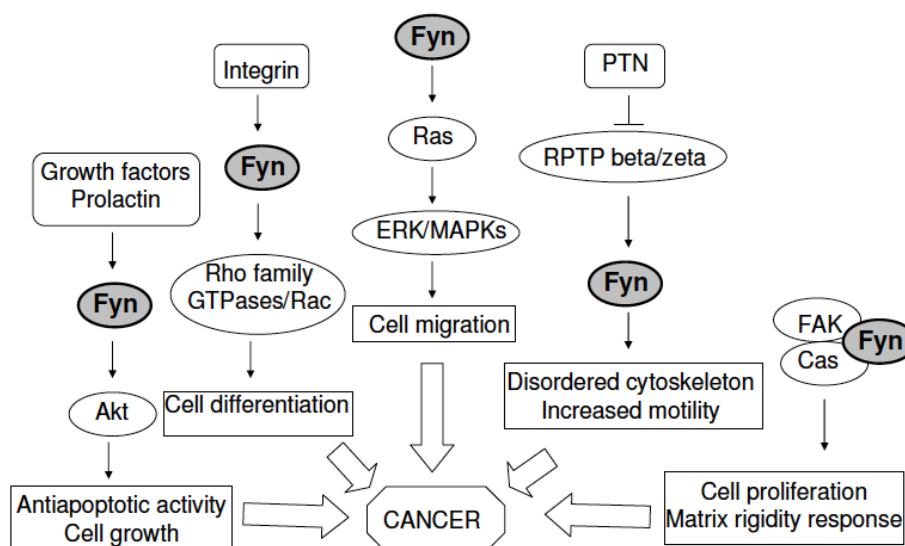 Growth factors
Prolactin
Fyn
Akt
Antiapoptotic activity
Cell growth
Integrin
Fyn
Rho family
GTPases/Rac
Cell differentiation
Fyn
Ras
ERK/MAPKs
Cell migration
PTN
RPTP beta/zeta
Fyn
Disordered cytoskeleton
Increased motility
FAK
Fyn
Cas
Cell proliferation
Matrix rigidity response
CANCER